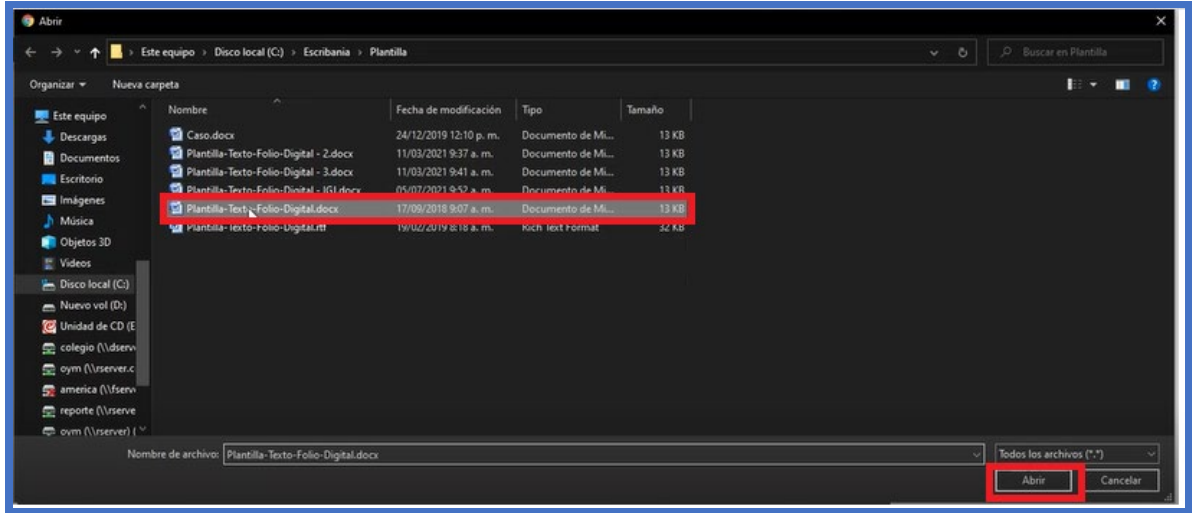 Abrir
Este equipo > Disco local (C:) > Escribania > Plantilla
Buscar en Plantilla
Organizar
Nueva carpeta
Este equipo
Descargas
Documentos
Escritorio
Imágenes
Música
Objetos 3D
Videos
Disco local (C:)
Nuevo vol (D:)
Unidad de CD (E
colegio (\\dserv
oym (\\rserver.c
america (\\fserv
reporte (\\rserve
oym (\\rserver) (
Nombre Fecha de modificación Tipo Tamaño
Caso.docx 24/12/2019 12:10 p. m. Documento de Mi... 13 KB
Plantilla-Texto-Folio-Digital - 2.docx 11/03/2021 9:37 a. m. Documento de Mi... 13 KB
Plantilla-Texto-Folio-Digital - 3.docx 11/03/2021 9:41 a. m. Documento de Mi... 13 KB
Plantilla-Texto-Folio-Digital - IGJ.docx 05/07/2021 9:52 a. m. Documento de Mi... 13 KB
Plantilla-Texto-Folio-Digital.docx 17/09/2018 9:07 a. m. Documento de Mi... 13 KB
Plantilla-Texto-Folio-Digital.rtf 19/02/2019 8:18 a. m. Rich Text Format 32 KB
Nombre de archivo: Plantilla-Texto-Folio-Digital.docx
Todos los archivos (*.*)
Abrir
Cancelar